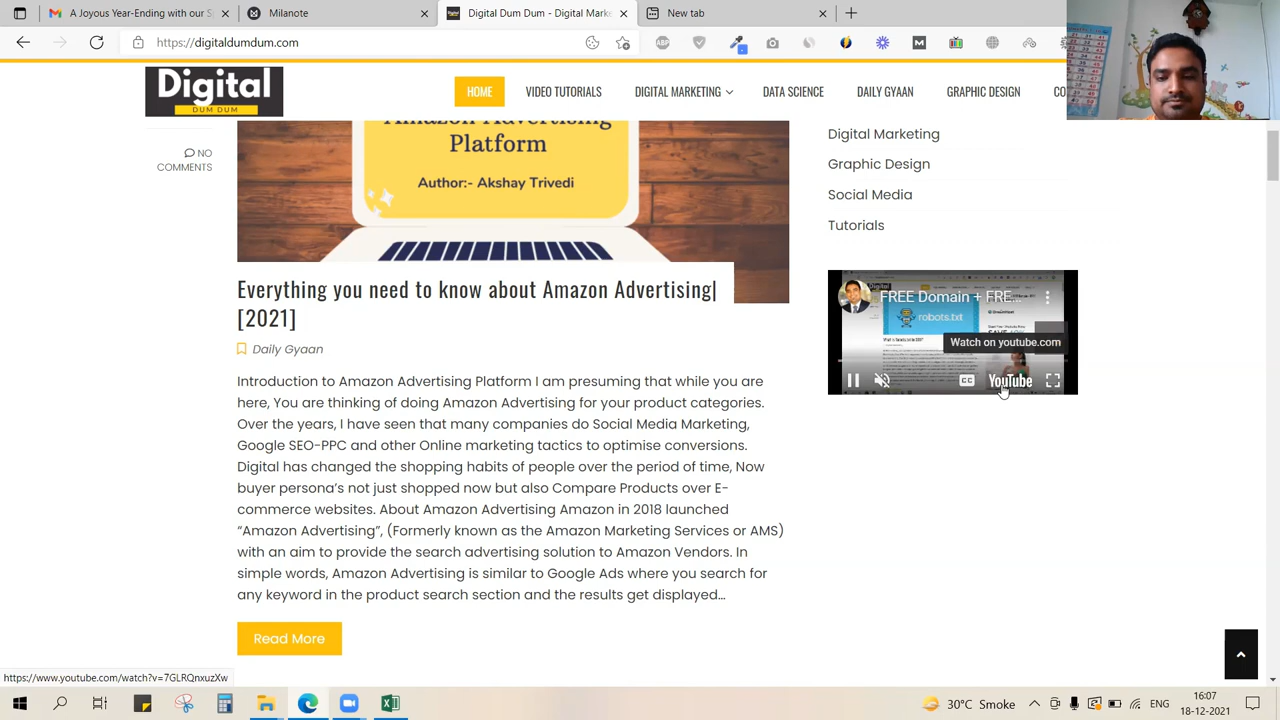 A Joyous Year-Ending with our S
Milanote
Digital Dum Dum - Digital Mark
New tab
https://digitaldumdum.com
ABP
M
Digital
DUM DUM
HOME
VIDEO TUTORIALS
DIGITAL MARKETING
DATA SCIENCE
DAILY GYAAN
GRAPHIC DESIGN
CO
NO
COMMENTS
Amazon Advertising
Platform
Author:- Akshay Trivedi
Digital Marketing
Graphic Design
Social Media
Tutorials
FREE Domain + FRE...
robots.txt
Watch on youtube.com
CC
YouTube
Everything you need to know about Amazon Advertising|
[2021]
Daily Gyaan
Introduction to Amazon Advertising Platform I am presuming that while you are
here, You are thinking of doing Amazon Advertising for your product categories.
Over the years, I have seen that many companies do Social Media Marketing,
Google SEO-PPC and other Online marketing tactics to optimise conversions.
Digital has changed the shopping habits of people over the period of time, Now
buyer persona's not just shopped now but also Compare Products over E-
commerce websites. About Amazon Advertising Amazon in 2018 launched
“Amazon Advertising”, (Formerly known as the Amazon Marketing Services or AMS)
with an aim to provide the search advertising solution to Amazon Vendors. In
simple words, Amazon Advertising is similar to Google Ads where you search for
any keyword in the product search section and the results get displayed…
Read More
https://www.youtube.com/watch?v=7GLRQnxuzXw
30°C Smoke
ENG
16:07
18-12-2021